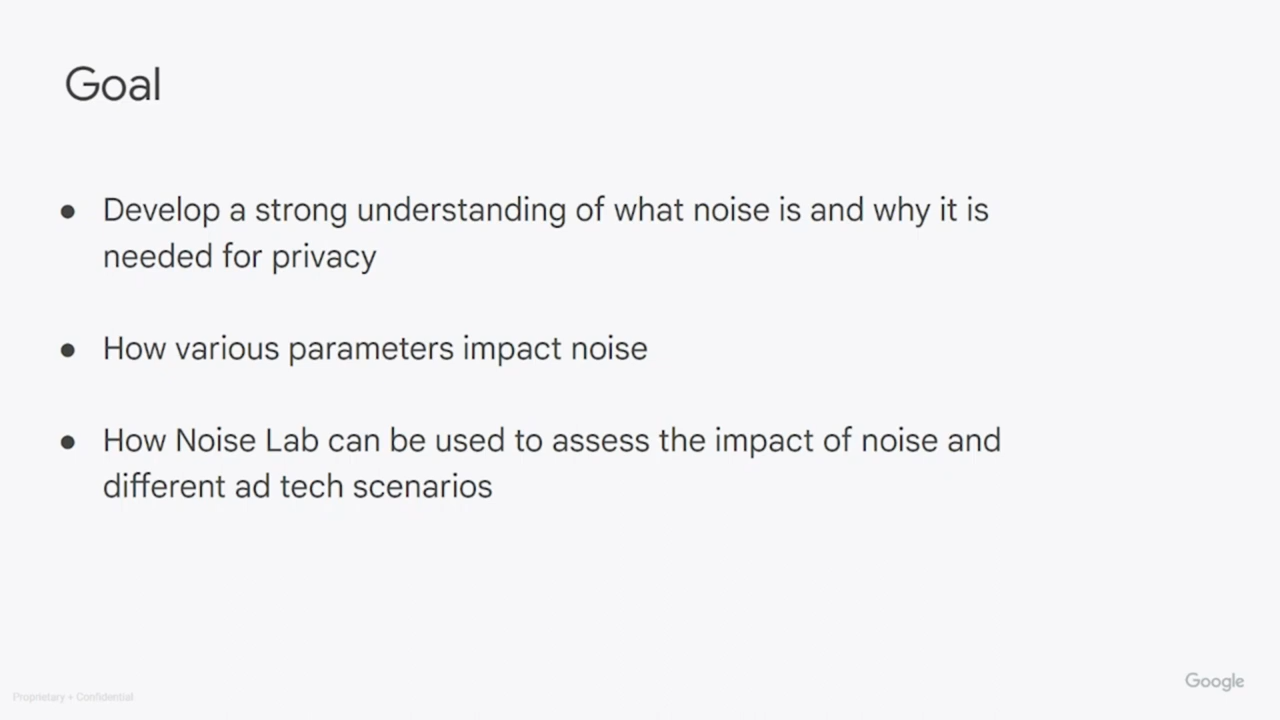 Goal
● Develop a strong understanding of what noise is and why it is
needed for privacy
● How various parameters impact noise
● How Noise Lab can be used to assess the impact of noise and
different ad tech scenarios
Google
Proprietary + Confidential